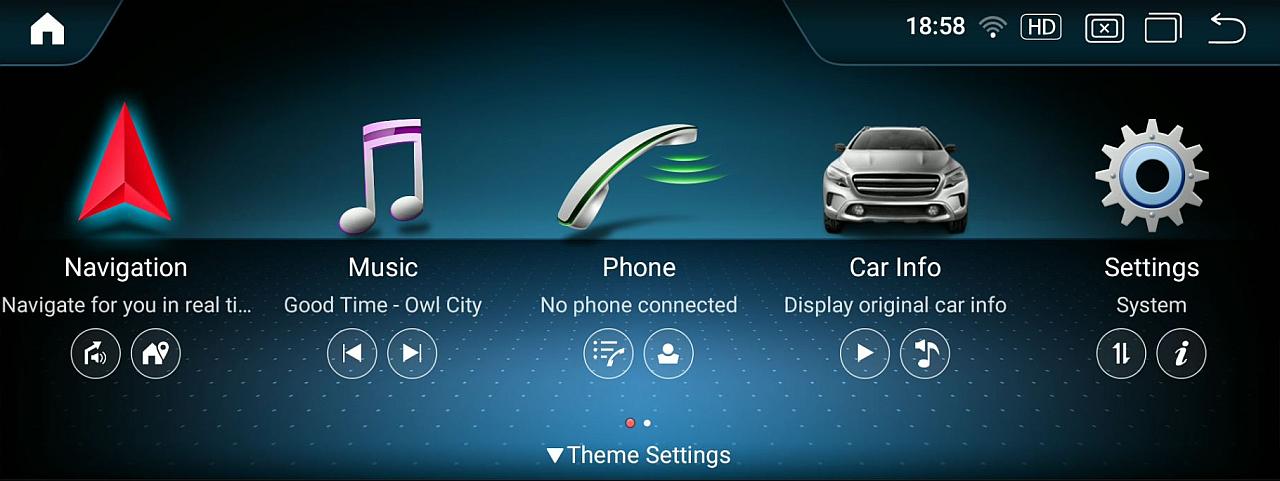 18:58 HD
Navigation
Music
Phone
Car Info
Settings
Navigate for you in real ti...
Good Time - Owl City
No phone connected
Display original car info
System
▼Theme Settings